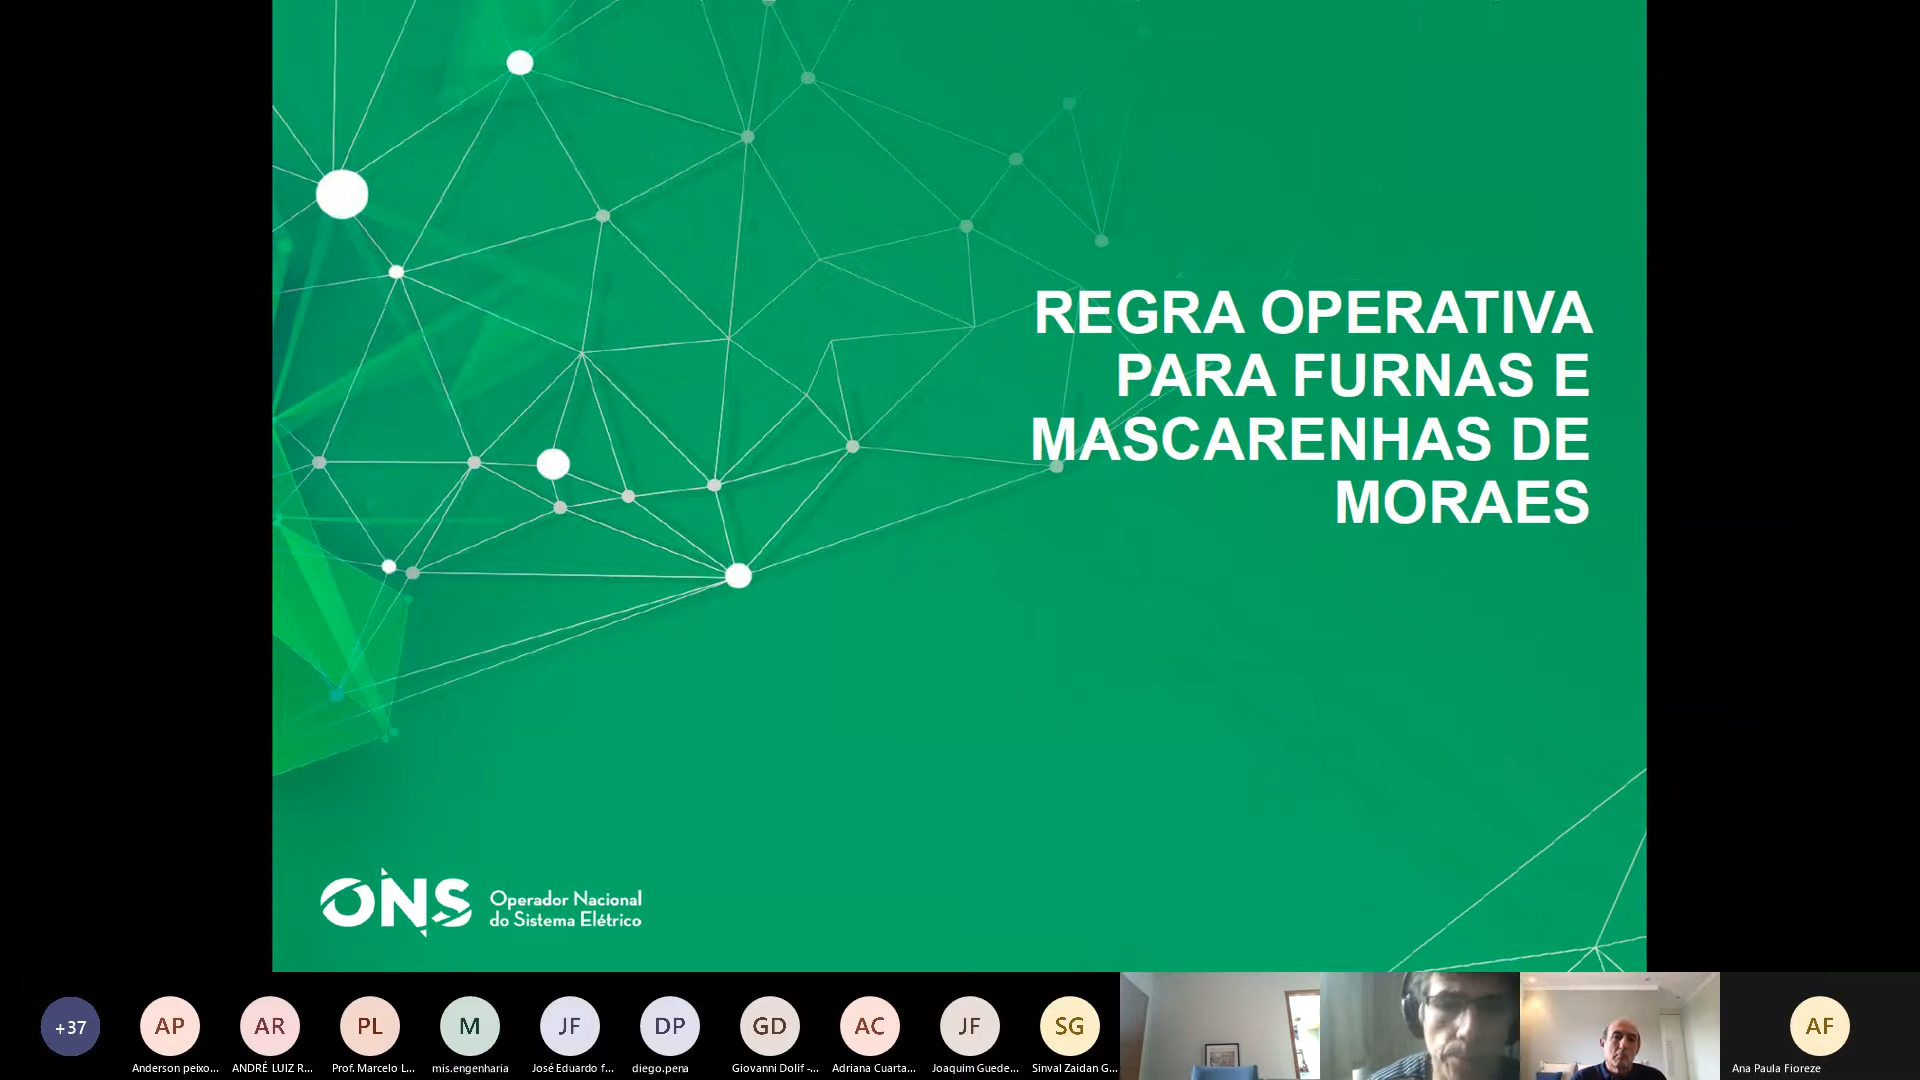 REGRA OPERATIVA
PARA FURNAS E
MASCARENHAS DE
MORAES
ONS
Operador Nacional
do Sistema Elétrico
+37
AP
AR
PL
M
JF
DP
GD
AC
JF
SG
AF
Anderson peixo...
ANDRÉ LUIZ R...
Prof. Marcelo L...
mis.engenharia
José Eduardo f...
diego.pena
Giovanni Dolif -...
Adriana Cuarta...
Joaquim Guede...
Sinval Zaidan G...
Ana Paula Fioreze